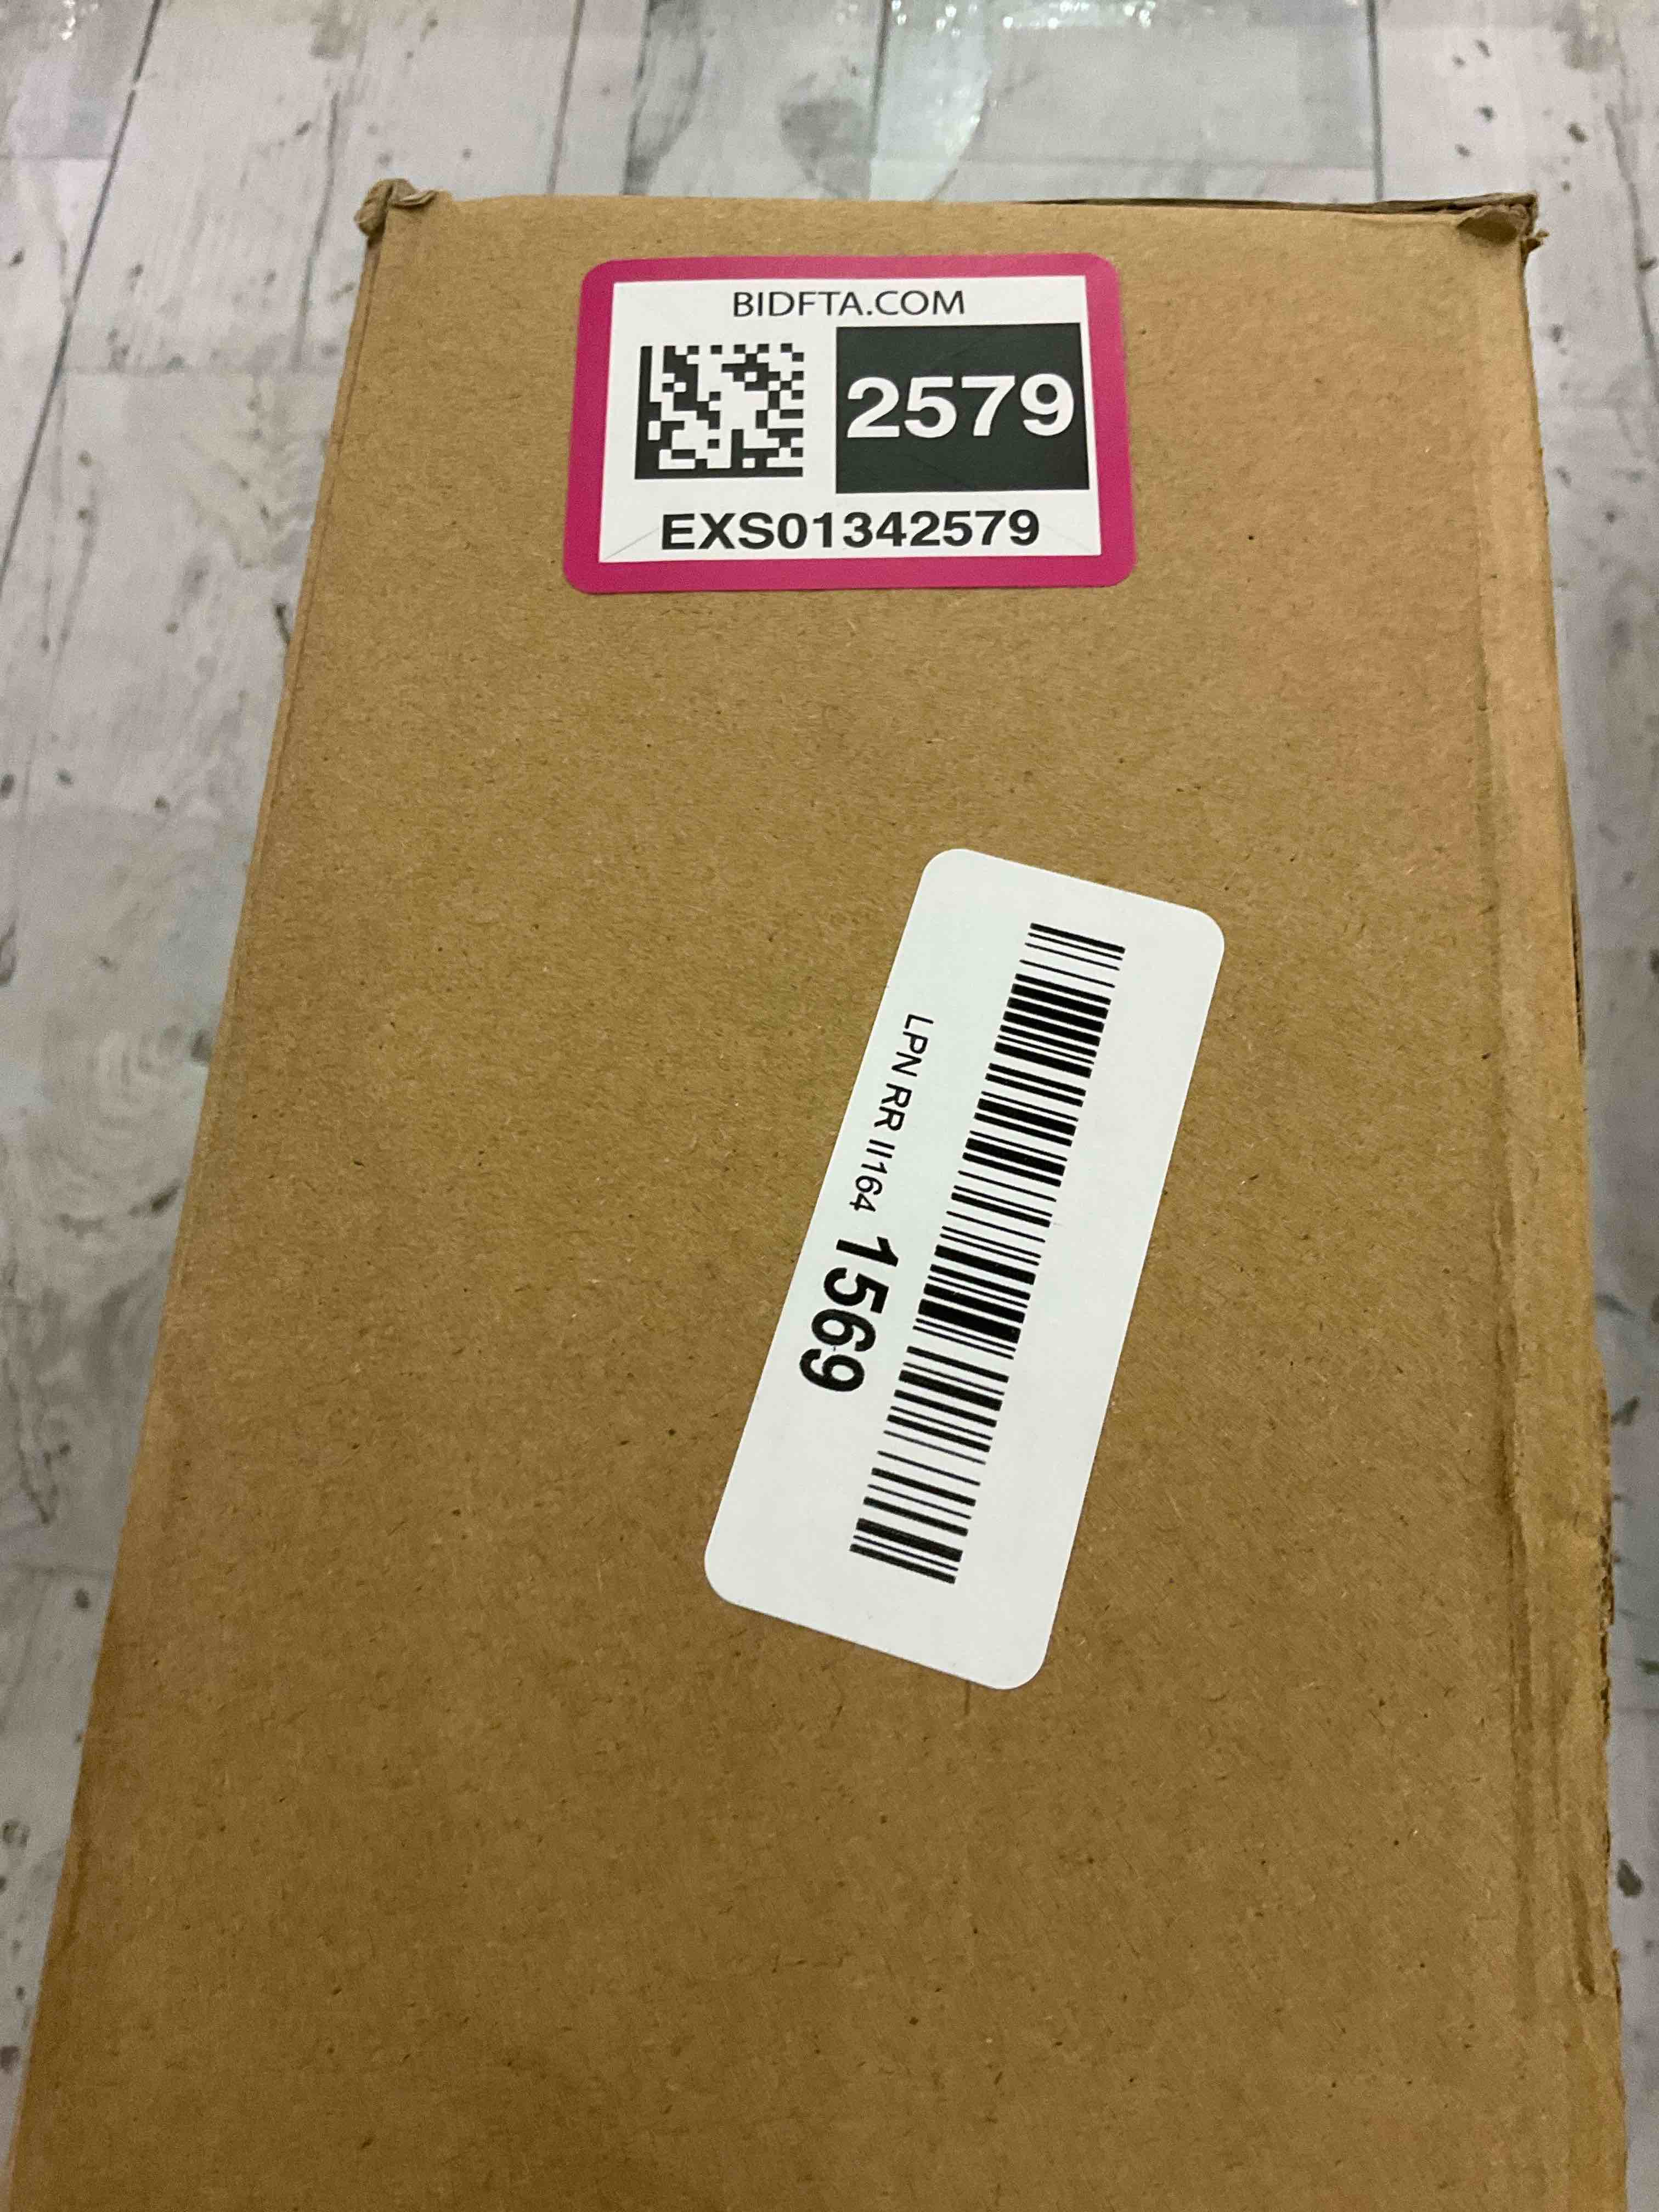 BIDFTA.COM
2579
EXS01342579
LPN RR II164 1569